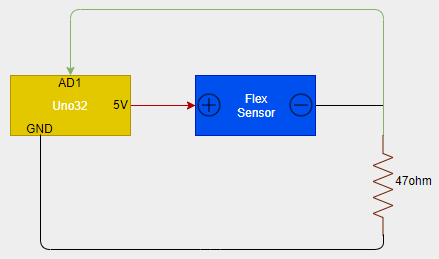 AD1
Uno32
5V
GND
Flex
Sensor
47ohm